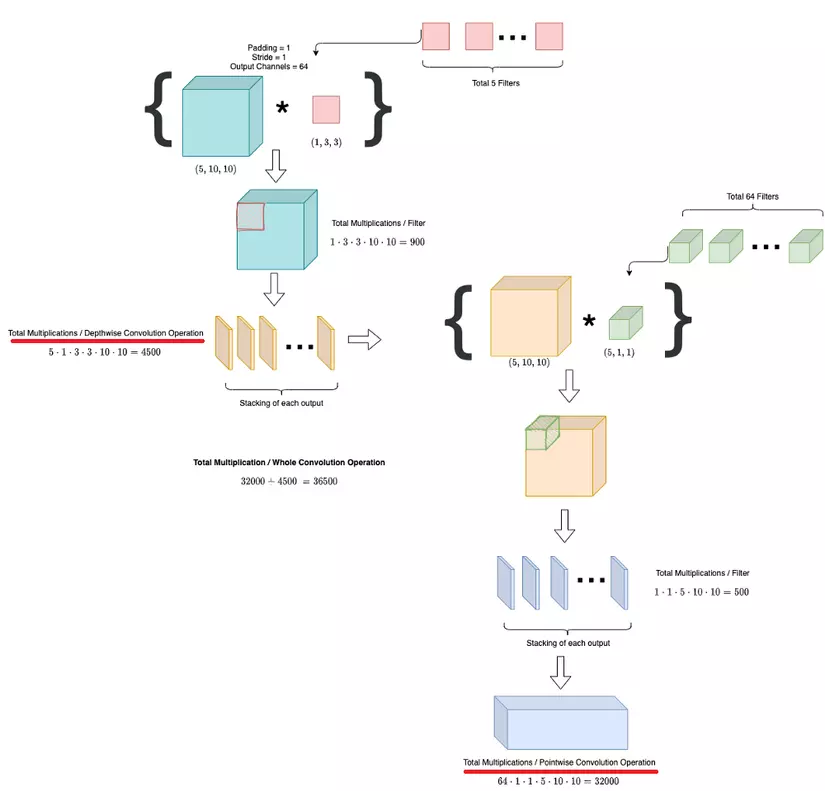 Padding = 1
Stride = 1
Output Channels = 64
Total 5 Filters
*
(1, 3, 3)
(5, 10, 10)
Total Multiplications / Filter
1 · 3 · 3 · 10 · 10 = 900
Total Multiplications / Depthwise Convolution Operation
5 · 1 · 3 · 3 · 10 · 10 = 4500
Stacking of each output
Total Multiplication / Whole Convolution Operation
32000 + 4500 = 36500
Total 64 Filters
*
(5, 10, 10)
(5, 1, 1)
Total Multiplications / Filter
1 · 1 · 5 · 10 · 10 = 500
Stacking of each output
Total Multiplications / Pointwise Convolution Operation
64 · 1 · 1 · 5 · 10 · 10 = 32000